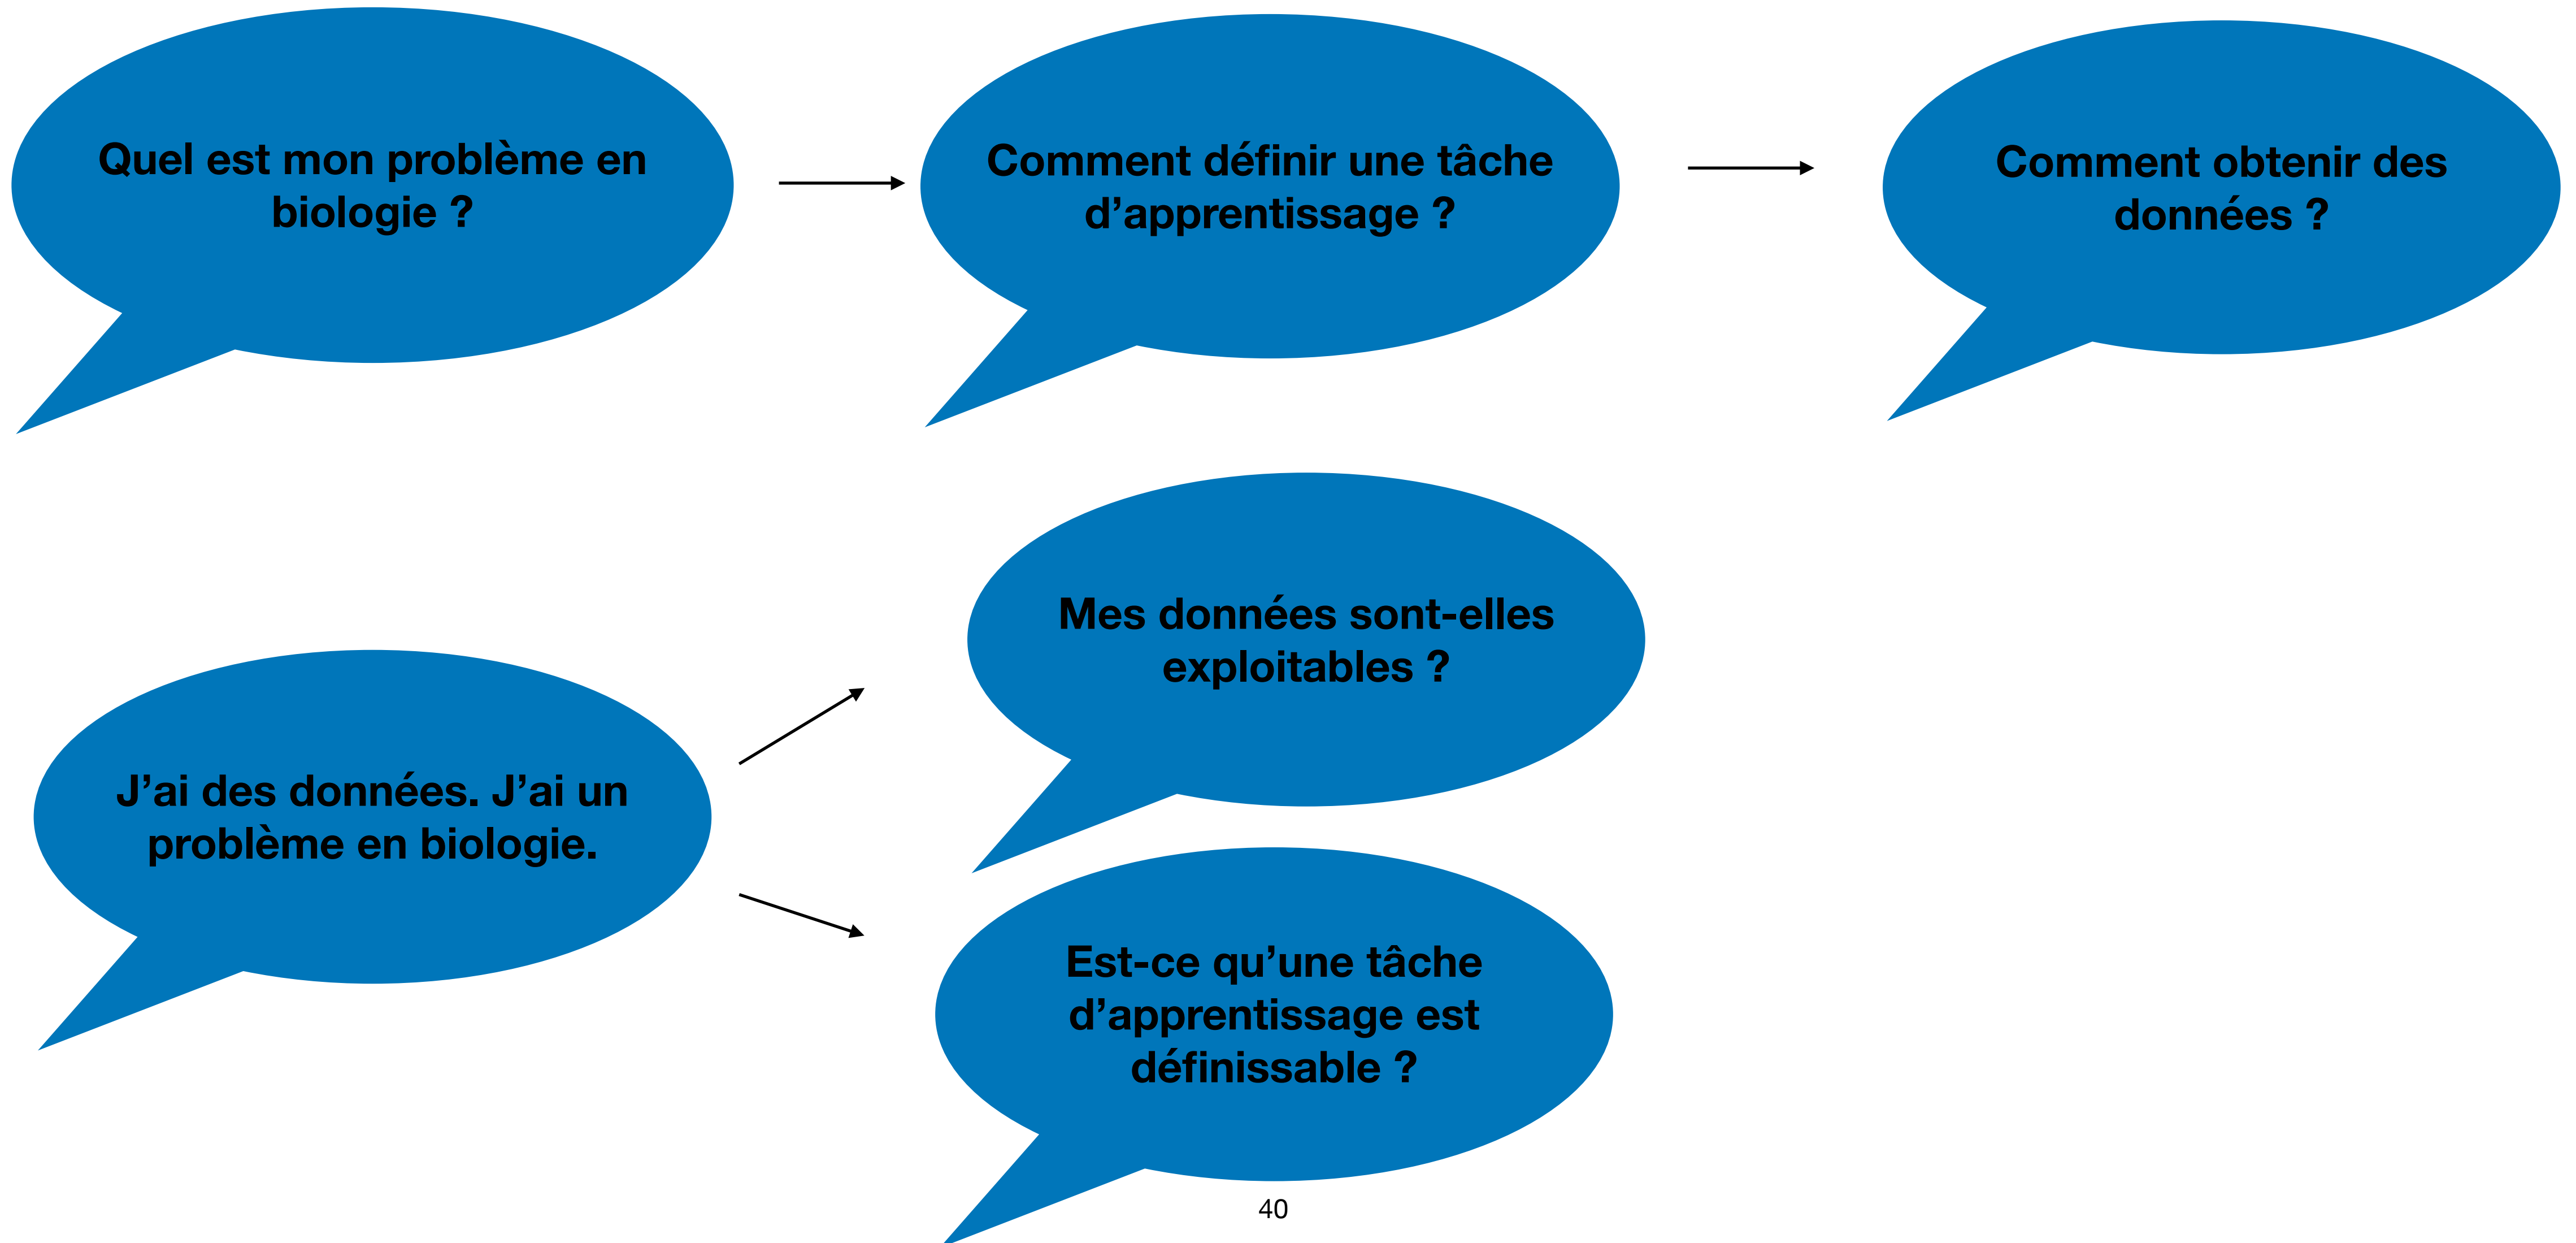 Quel est mon problème en
biologie ?
Comment définir une tâche
d’apprentissage ?
Comment obtenir des
données ?
Mes données sont-elles
exploitables ?
J’ai des données. J’ai un
problème en biologie.
Est-ce qu’une tâche
d’apprentissage est
définissable ?
40